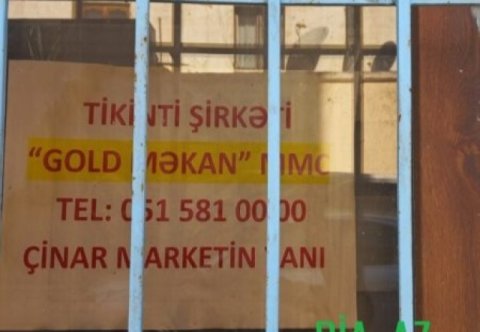 TİKİNTİ ŞİRKƏTİ
“GOLD MƏKAN” MMC
TEL: 051 581 00 00
ÇİNAR MARKETİN YANI